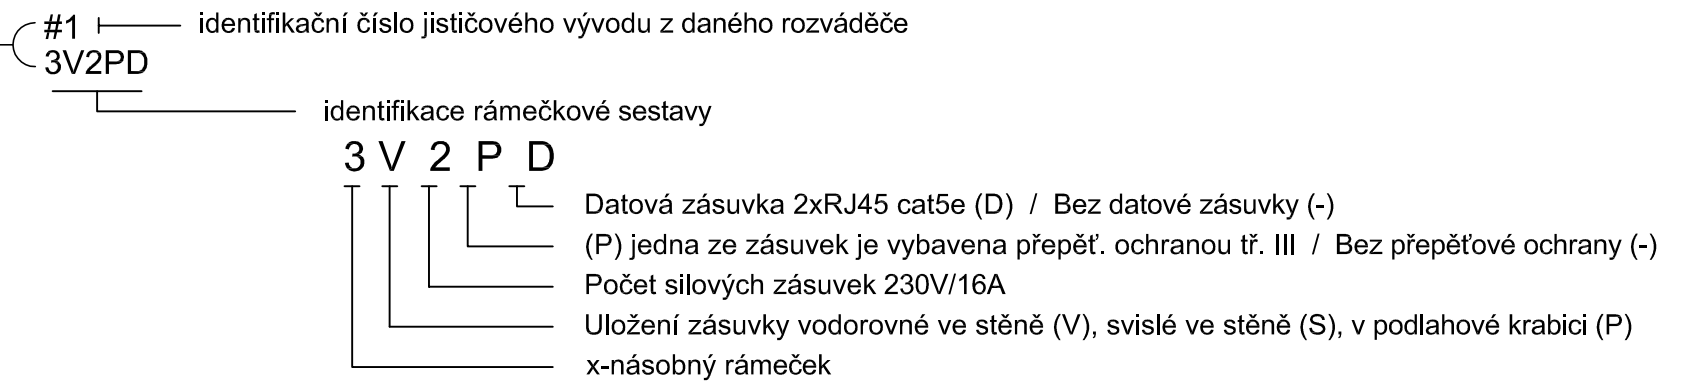 #1 identifikační číslo jističového vývodu z daného rozváděče
3V2PD
identifikace rámečkové sestavy
3 V 2 P D
Datová zásuvka 2xRJ45 cat5e (D) / Bez datové zásuvky (-)
(P) jedna ze zásuvek je vybavena přepěť. ochranou tř. III / Bez přepěťové ochrany (-)
Počet silových zásuvek 230V/16A
Uložení zásuvky vodorovné ve stěně (V), svislé ve stěně (S), v podlahové krabici (P)
x-násobný rámeček